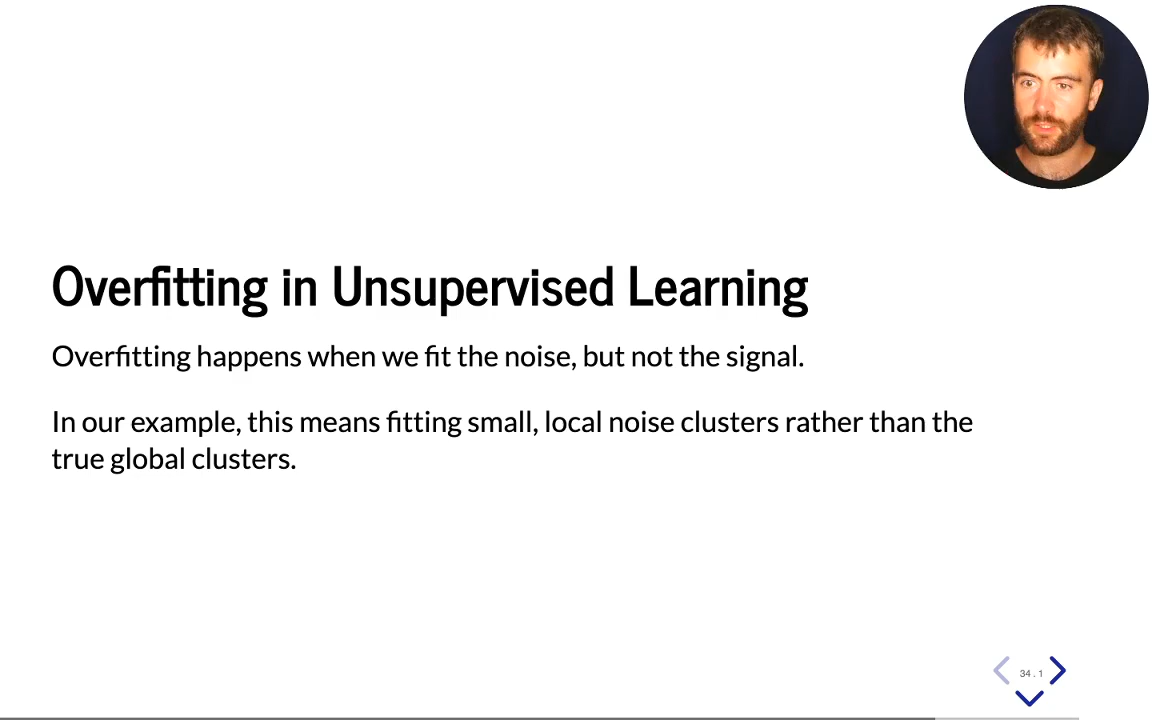 Overfitting in Unsupervised Learning
Overfitting happens when we fit the noise, but not the signal.
In our example, this means fitting small, local noise clusters rather than the
true global clusters.
34 . 1